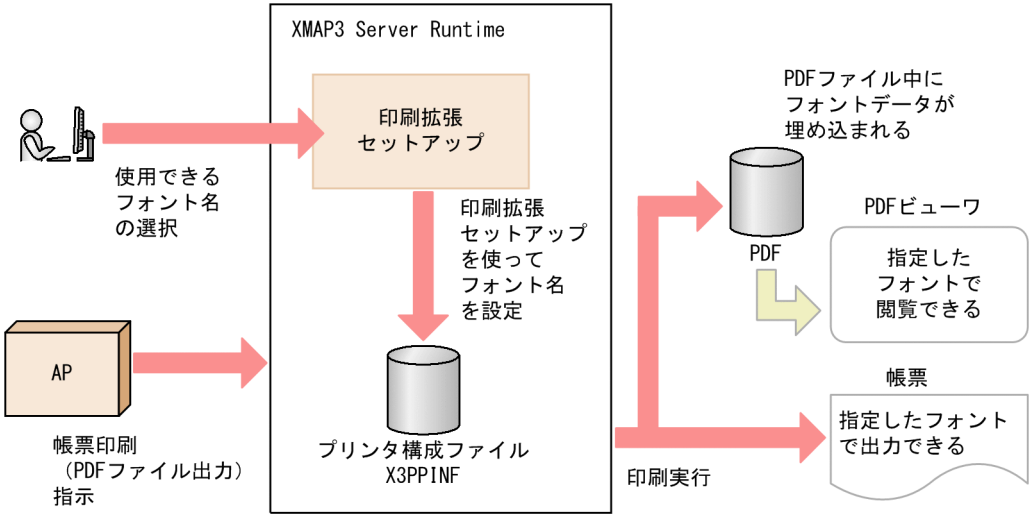 XMAP3 Server Runtime
印刷拡張
セットアップ
使用できる
フォント名
の選択
印刷拡張
セットアップ
を使って
フォント名
を設定
プリンタ構成ファイル
X3PPINF
AP
帳票印刷
（PDFファイル出力）
指示
印刷実行
PDFファイル中に
フォントデータが
埋め込まれる
PDF
PDFビューワ
指定した
フォントで
閲覧できる
帳票
指定したフォント
で出力できる